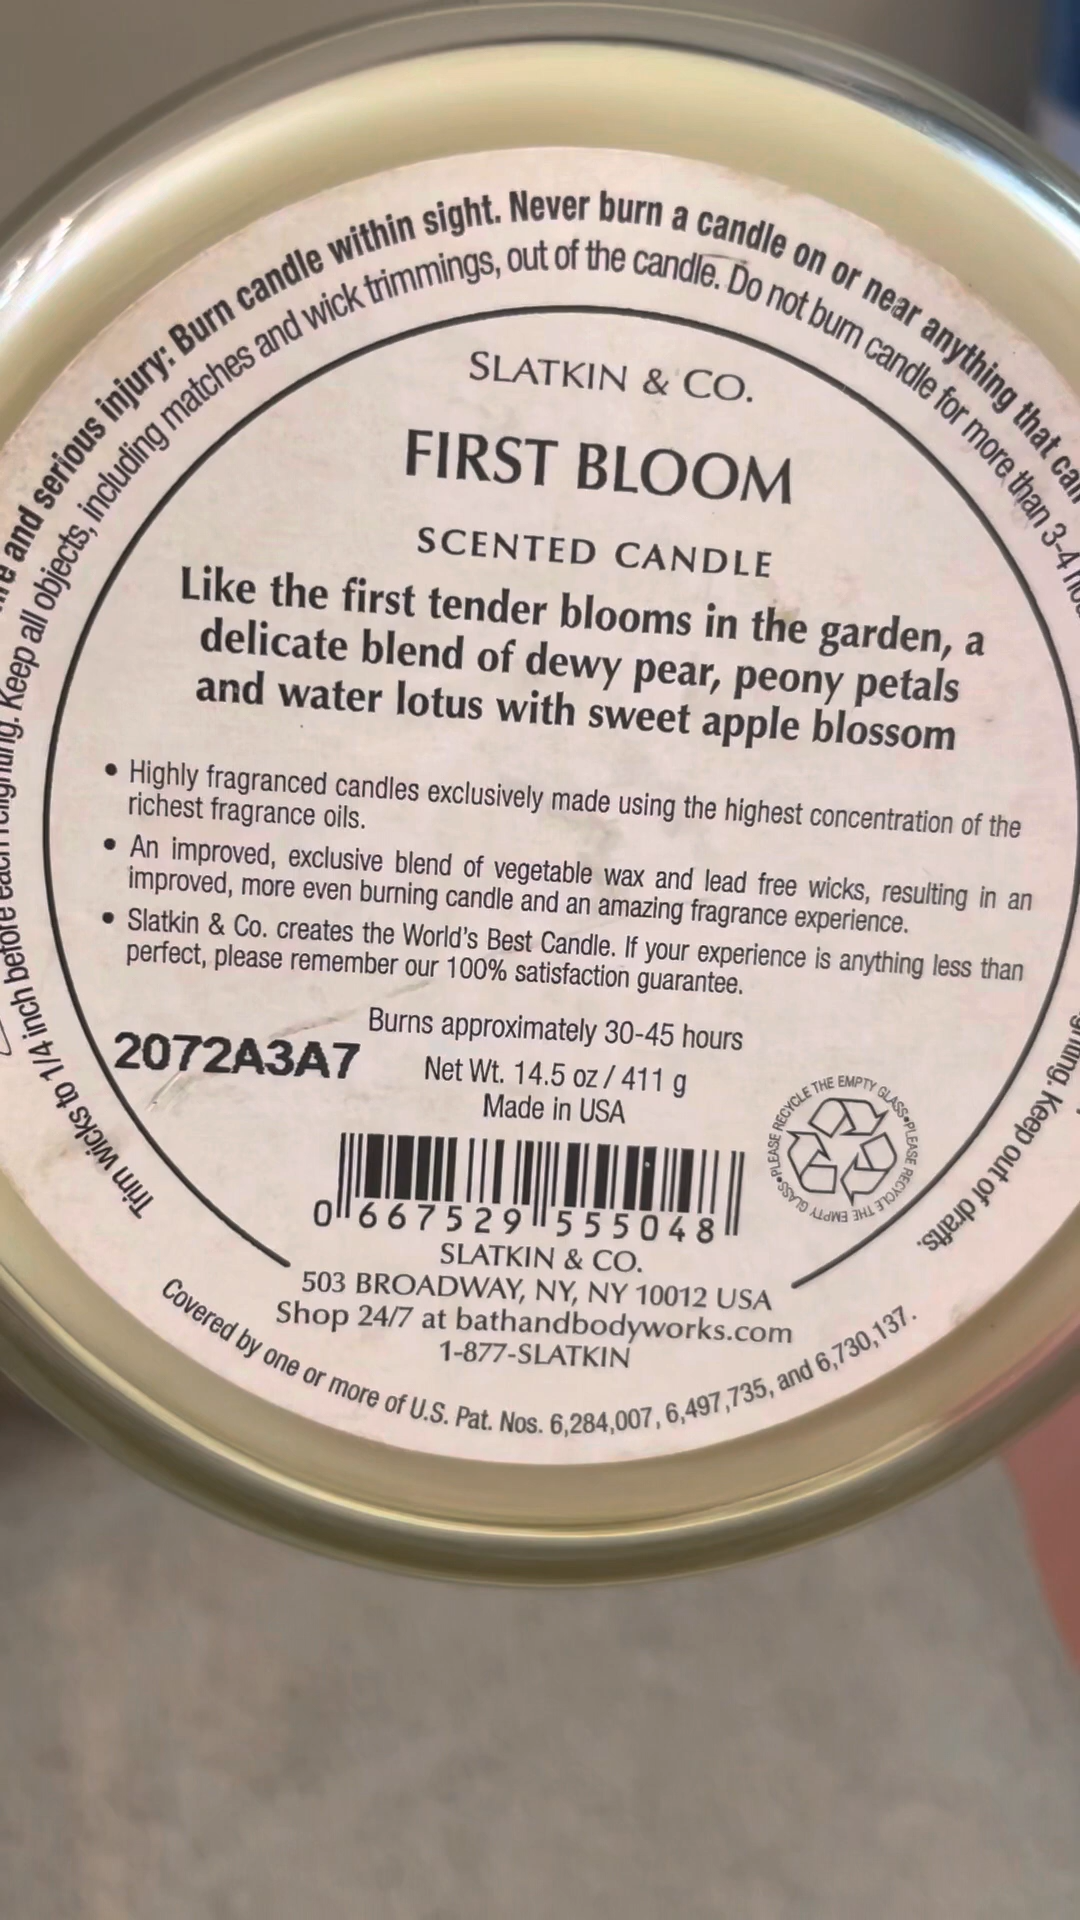 and serious injury: Burn candle within sight. Never burn a candle on or near anything that can
Keep all objects, including matches and wick trimmings, out of the candle. Do not burn candle for more than 3-4
Trim wicks to 1/4 inch before each
Keep out of drafts.
SLATKIN & CO.
FIRST BLOOM
SCENTED CANDLE
Like the first tender blooms in the garden, a
delicate blend of dewy pear, peony petals
and water lotus with sweet apple blossom
• Highly fragranced candles exclusively made using the highest concentration of the
richest fragrance oils.
• An improved, exclusive blend of vegetable wax and lead free wicks, resulting in an
improved, more even burning candle and an amazing fragrance experience.
• Slatkin & Co. creates the World's Best Candle. If your experience is anything less than
perfect, please remember our 100% satisfaction guarantee.
Burns approximately 30-45 hours
2072A3A7
Net Wt. 14.5 oz / 411 g
Made in USA
PLEASE RECYCLE THE EMPTY GLASS•PLEASE RECYCLE THE EMPTY GLASS•
0 667529 555048
SLATKIN & CO.
503 BROADWAY, NY, NY 10012 USA
Shop 24/7 at bathandbodyworks.com
1-877-SLATKIN
Covered by one or more of U.S. Pat. Nos. 6,284,007, 6,497,735, and 6,730,137.